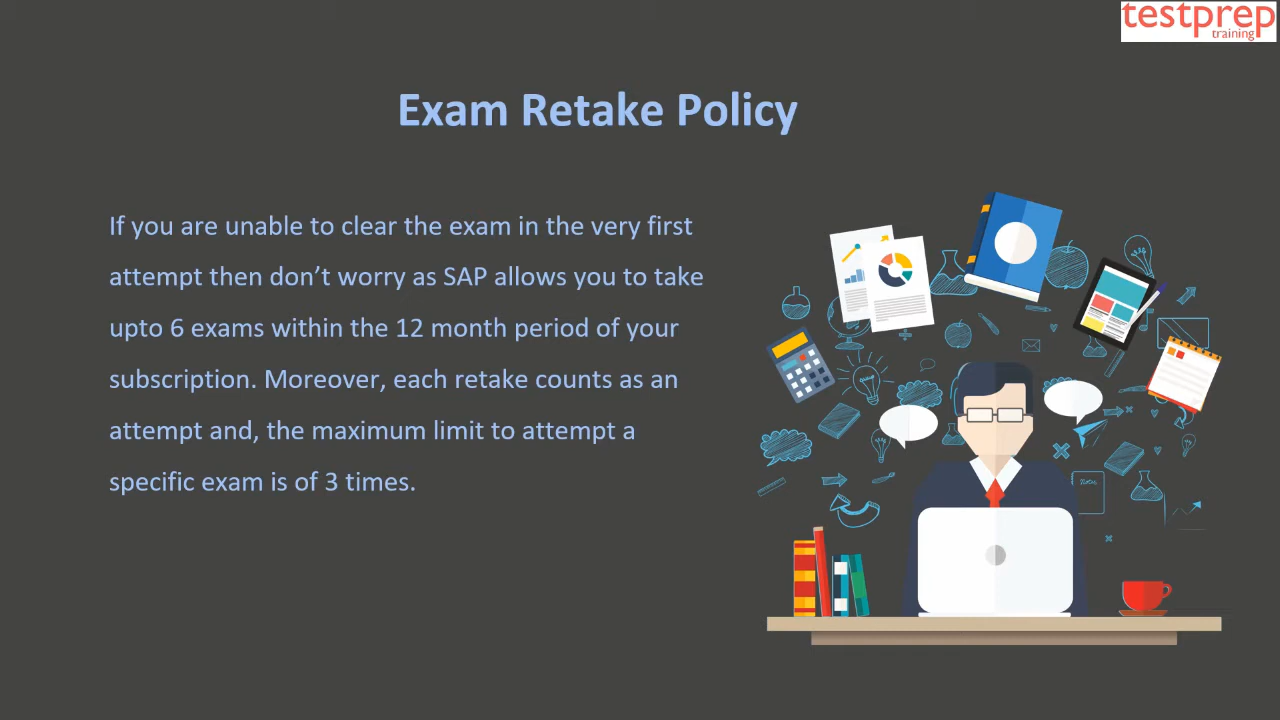 testprep
training
Exam Retake Policy
If you are unable to clear the exam in the very first
attempt then don’t worry as SAP allows you to take
upto 6 exams within the 12 month period of your
subscription. Moreover, each retake counts as an
attempt and, the maximum limit to attempt a
specific exam is of 3 times.